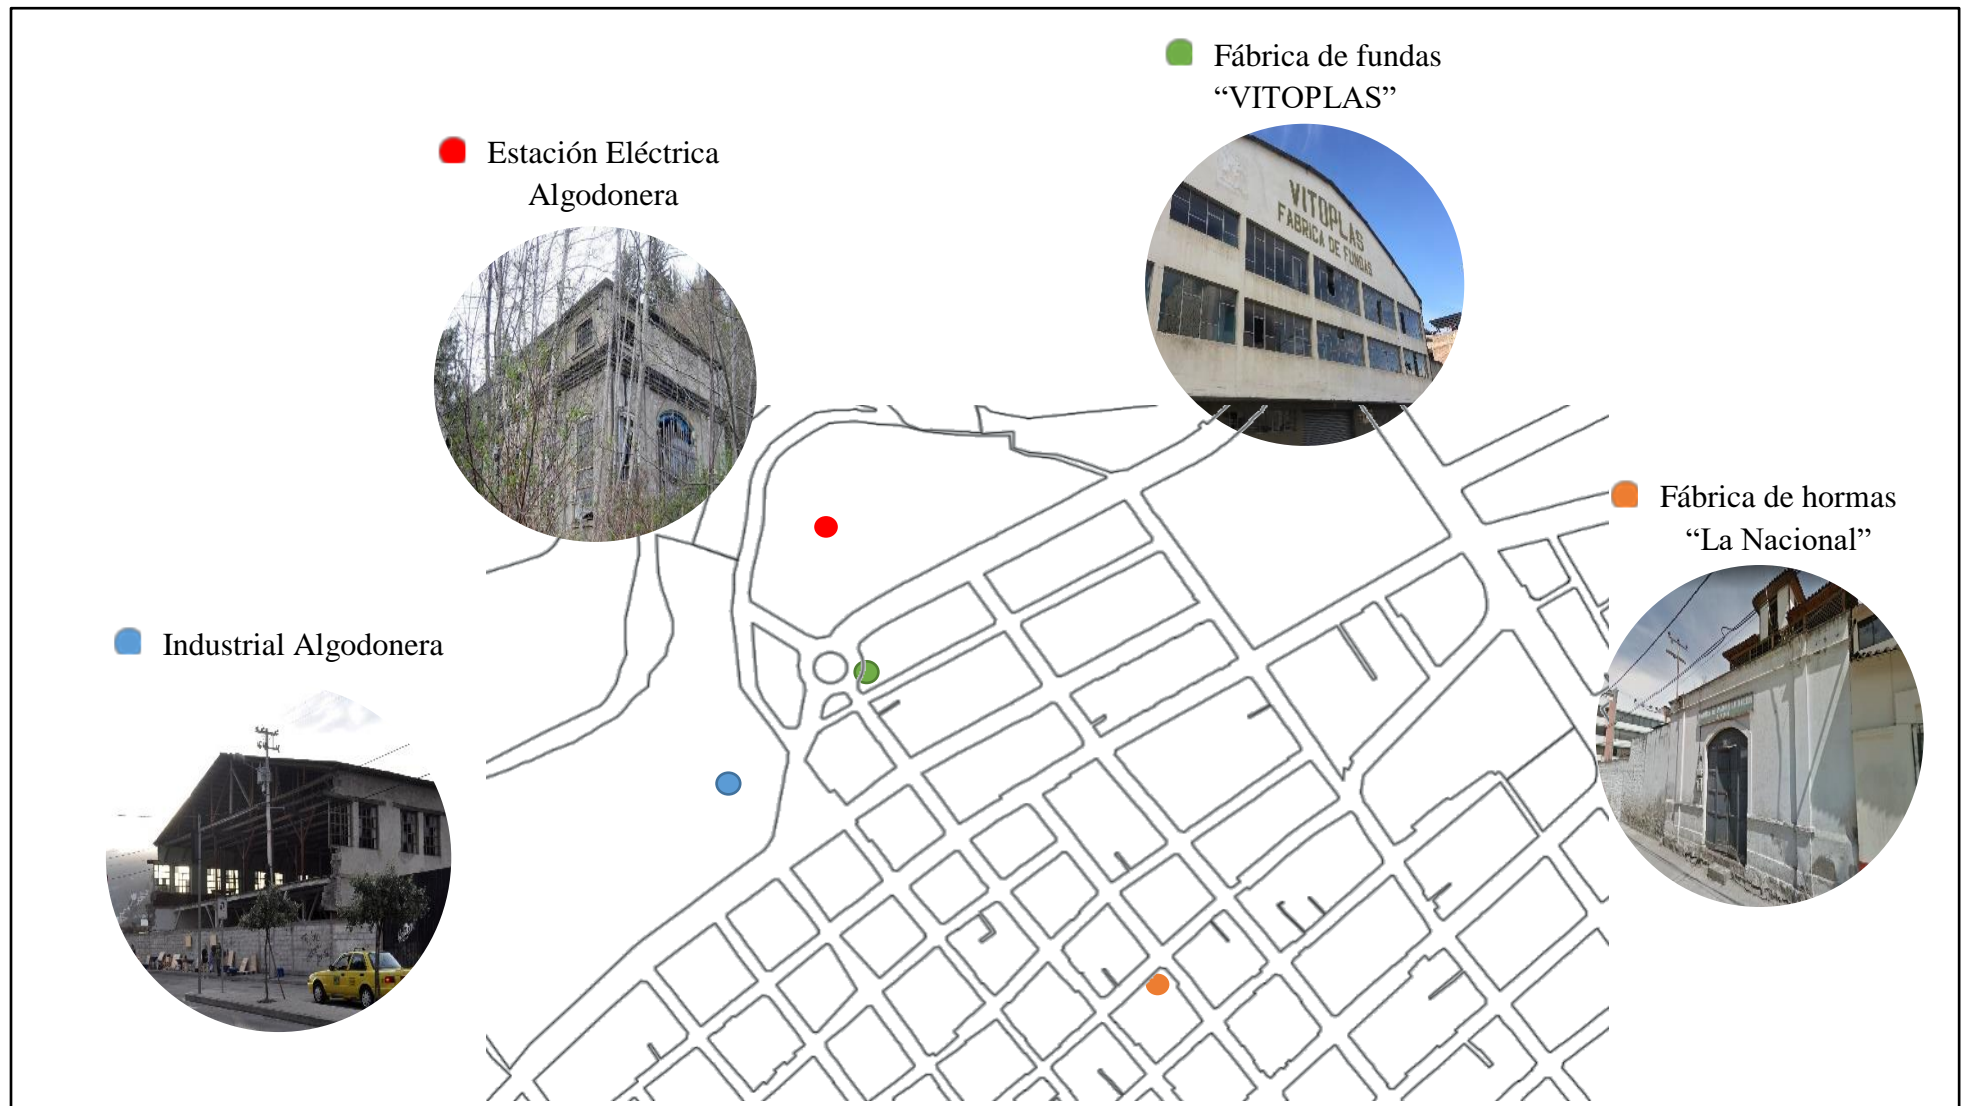 Fábrica de fundas
“VITOPLAS”
Estación Eléctrica
Algodonera
VITOPLAS
FABRICA DE FUNDAS
Fábrica de hormas
“La Nacional”
Industrial Algodonera